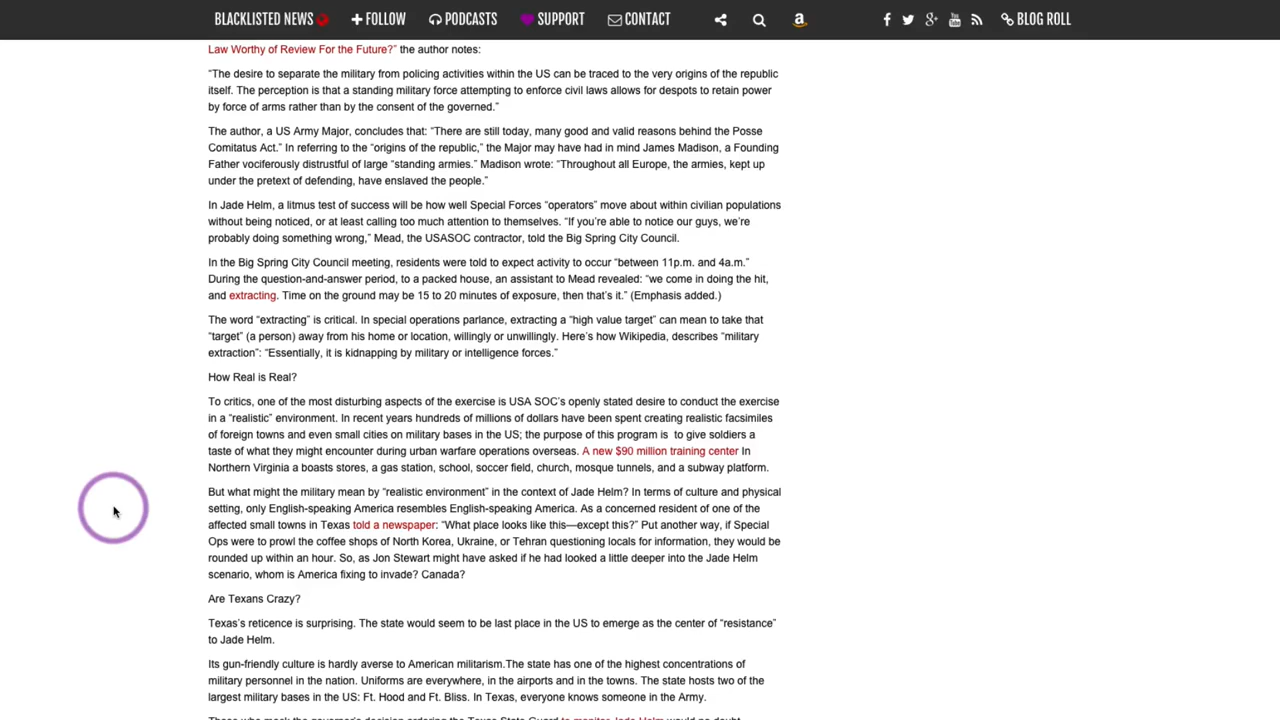 BLACKLISTED NEWS FOLLOW PODCASTS SUPPORT CONTACT BLOG ROLL
Law Worthy of Review For the Future?” the author notes:
“The desire to separate the military from policing activities within the US can be traced to the very origins of the republic
itself. The perception is that a standing military force attempting to enforce civil laws allows for despots to retain power
by force of arms rather than by the consent of the governed.”
The author, a US Army Major, concludes that: “There are still today, many good and valid reasons behind the Posse
Comitatus Act.” In referring to the “origins of the republic,” the Major may have had in mind James Madison, a Founding
Father vociferously distrustful of large “standing armies.” Madison wrote: “Throughout all Europe, the armies, kept up
under the pretext of defending, have enslaved the people.”
In Jade Helm, a litmus test of success will be how well Special Forces “operators” move about within civilian populations
without being noticed, or at least calling too much attention to themselves. “If you’re able to notice our guys, we’re
probably doing something wrong,” Mead, the USASOC contractor, told the Big Spring City Council.
In the Big Spring City Council meeting, residents were told to expect activity to occur “between 11p.m. and 4a.m.”
During the question-and-answer period, to a packed house, an assistant to Mead revealed: “we come in doing the hit,
and extracting. Time on the ground may be 15 to 20 minutes of exposure, then that’s it.” (Emphasis added.)
The word “extracting” is critical. In special operations parlance, extracting a “high value target” can mean to take that
“target” (a person) away from his home or location, willingly or unwillingly. Here’s how Wikipedia, describes “military
extraction”: “Essentially, it is kidnapping by military or intelligence forces.”
How Real is Real?
To critics, one of the most disturbing aspects of the exercise is USA SOC’s openly stated desire to conduct the exercise
in a “realistic” environment. In recent years hundreds of millions of dollars have been spent creating realistic facsimiles
of foreign towns and even small cities on military bases in the US; the purpose of this program is to give soldiers a
taste of what they might encounter during urban warfare operations overseas. A new $90 million training center In
Northern Virginia a boasts stores, a gas station, school, soccer field, church, mosque tunnels, and a subway platform.
But what might the military mean by “realistic environment” in the context of Jade Helm? In terms of culture and physical
setting, only English-speaking America resembles English-speaking America. As a concerned resident of one of the
affected small towns in Texas told a newspaper: “What place looks like this—except this?” Put another way, if Special
Ops were to prowl the coffee shops of North Korea, Ukraine, or Tehran questioning locals for information, they would be
rounded up within an hour. So, as Jon Stewart might have asked if he had looked a little deeper into the Jade Helm
scenario, whom is America fixing to invade? Canada?
Are Texans Crazy?
Texas’s reticence is surprising. The state would seem to be last place in the US to emerge as the center of “resistance”
to Jade Helm.
Its gun-friendly culture is hardly averse to American militarism.The state has one of the highest concentrations of
military personnel in the nation. Uniforms are everywhere, in the airports and in the towns. The state hosts two of the
largest military bases in the US: Ft. Hood and Ft. Bliss. In Texas, everyone knows someone in the Army.
Those who mock the governor’s decision ordering the Texas State Guard to monitor Jade Helm would no doubt